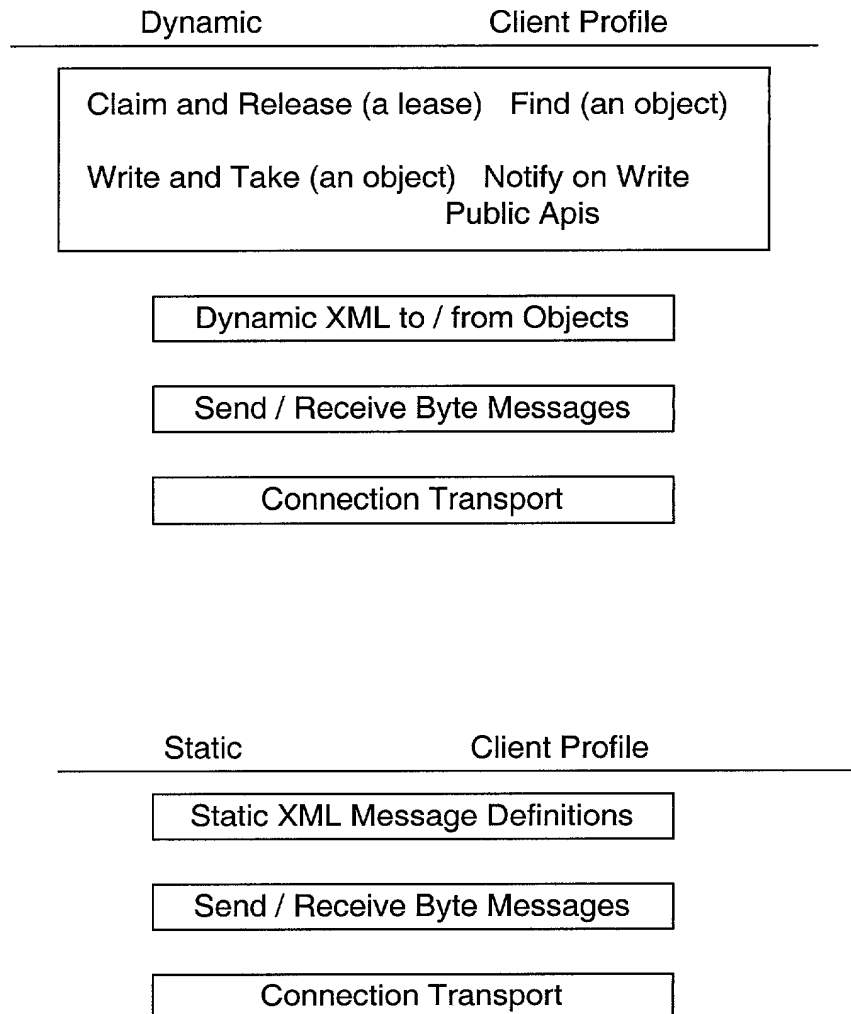 Dynamic Client Profile
Claim and Release (a lease) Find (an object)
Write and Take (an object) Notify on Write
Public Apis
Dynamic XML to / from Objects
Send / Receive Byte Messages
Connection Transport
Static Client Profile
Static XML Message Definitions
Send / Receive Byte Messages
Connection Transport